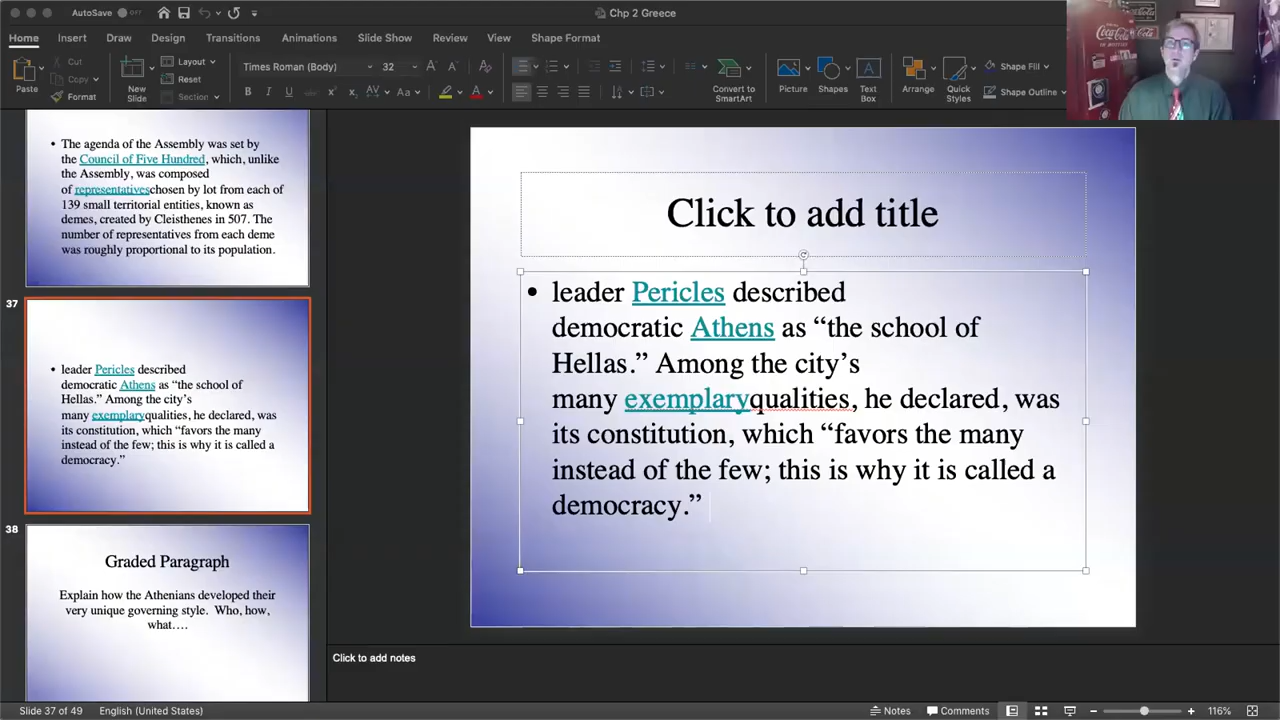 AutoSave
OFF
Chp 2 Greece
Home Insert Draw Design Transitions Animations Slide Show Review View Shape Format
Paste
Cut
Copy
Format
New
Slide
Layout
Reset
Section
Times Roman (Body)
32
Convert to
SmartArt
Picture
Shapes
Text
Box
Arrange
Quick
Styles
Shape Fill
Shape Outline
Coca-Cola
• The agenda of the Assembly was set by
the Council of Five Hundred, which, unlike
the Assembly, was composed
of representativeschosen by lot from each of
139 small territorial entities, known as
demes, created by Cleisthenes in 507. The
number of representatives from each deme
was roughly proportional to its population.
37
• leader Pericles described
democratic Athens as “the school of
Hellas.” Among the city’s
many exemplaryqualities, he declared, was
its constitution, which “favors the many
instead of the few; this is why it is called a
democracy.”
38
Graded Paragraph
Explain how the Athenians developed their
very unique governing style. Who, how,
what….
Click to add title
• leader Pericles described
democratic Athens as “the school of
Hellas.” Among the city’s
many exemplaryqualities, he declared, was
its constitution, which “favors the many
instead of the few; this is why it is called a
democracy.”
Click to add notes
Slide 37 of 49
English (United States)
Notes
Comments
116%